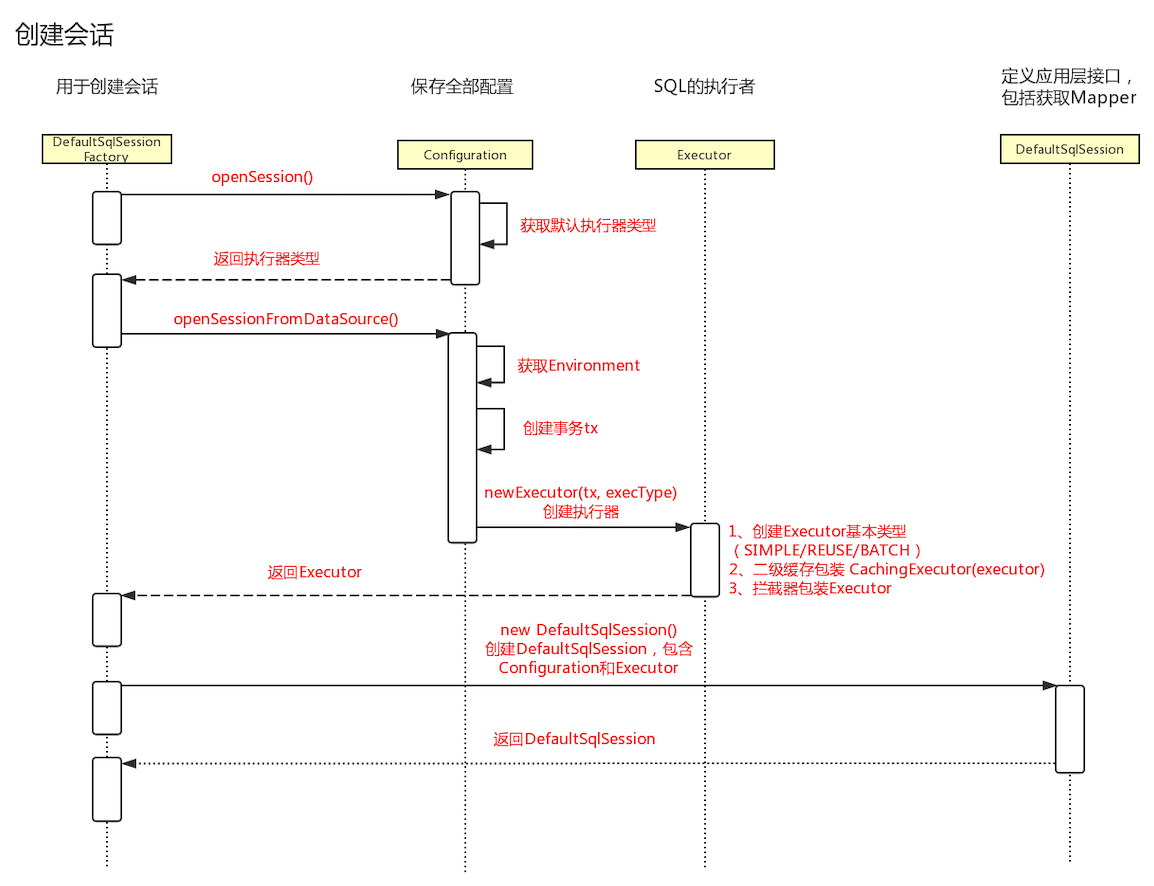 创建会话
用于创建会话
保存全部配置
SQL的执行者
定义应用层接口，
包括获取Mapper
DefaultSqlSession
Factory
Configuration
Executor
DefaultSqlSession
openSession()
获取默认执行器类型
返回执行器类型
openSessionFromDataSource()
获取Environment
创建事务tx
newExecutor(tx, execType)
创建执行器
1、创建Executor基本类型
（SIMPLE/REUSE/BATCH）
2、二级缓存包装 CachingExecutor(executor)
3、拦截器包装Executor
返回Executor
new DefaultSqlSession()
创建DefaultSqlSession，包含
Configuration和Executor
返回DefaultSqlSession